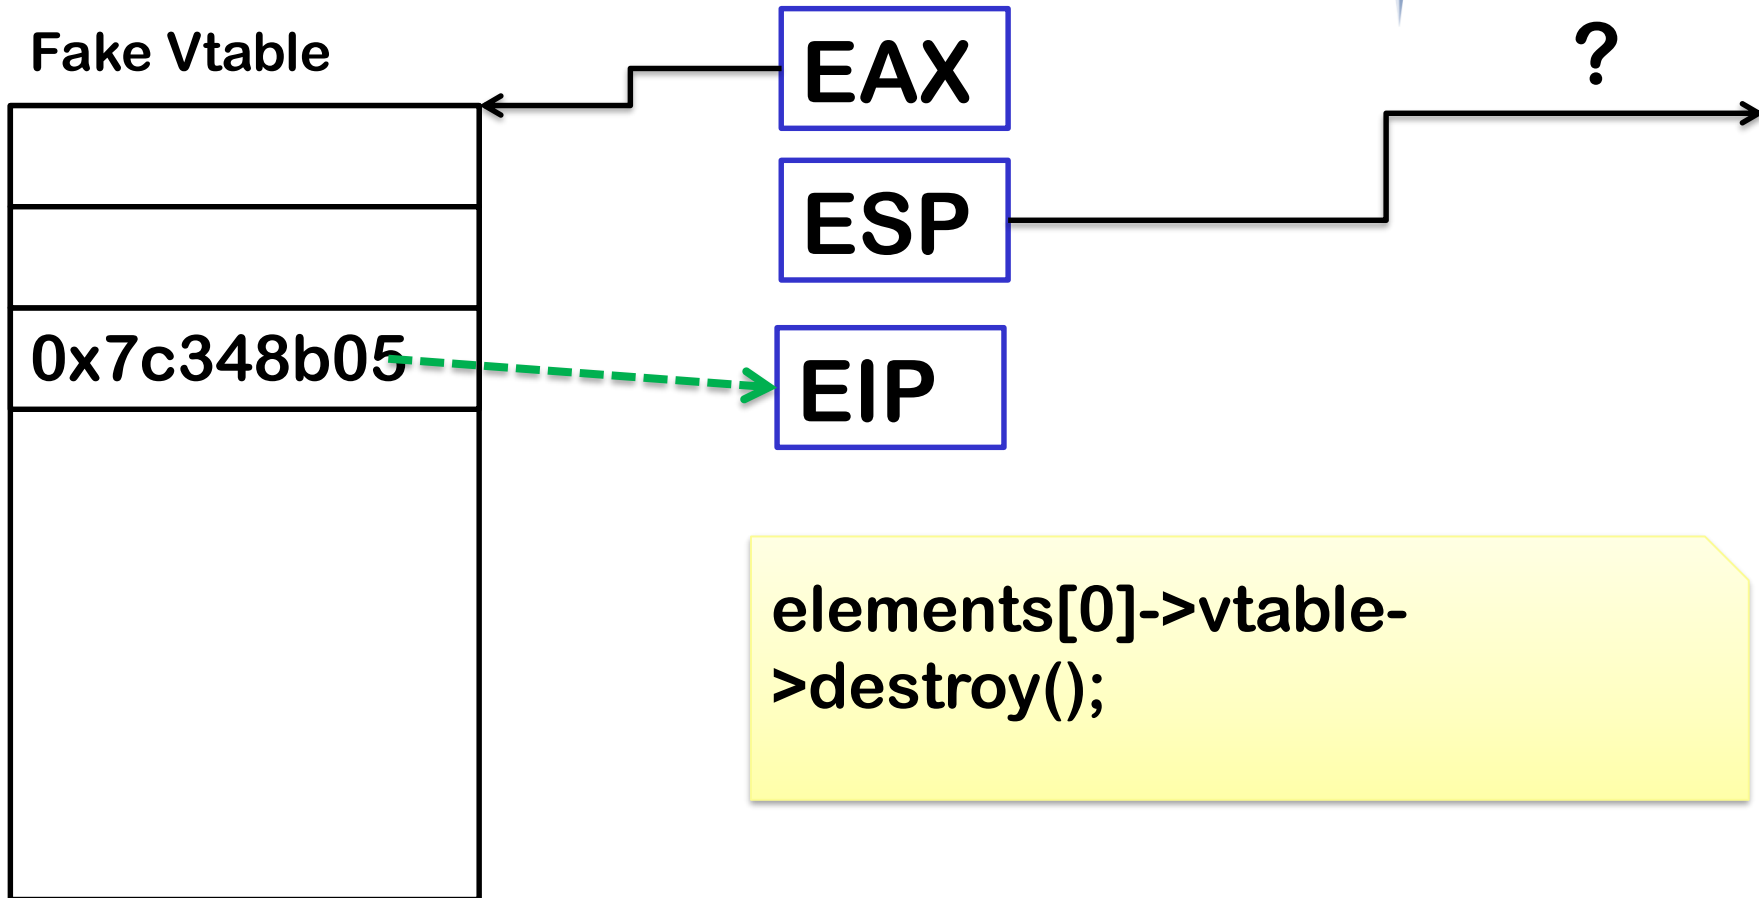 Fake Vtable
EAX
?
ESP
0x7c348b05
EIP
elements[0]->vtable-
>destroy();